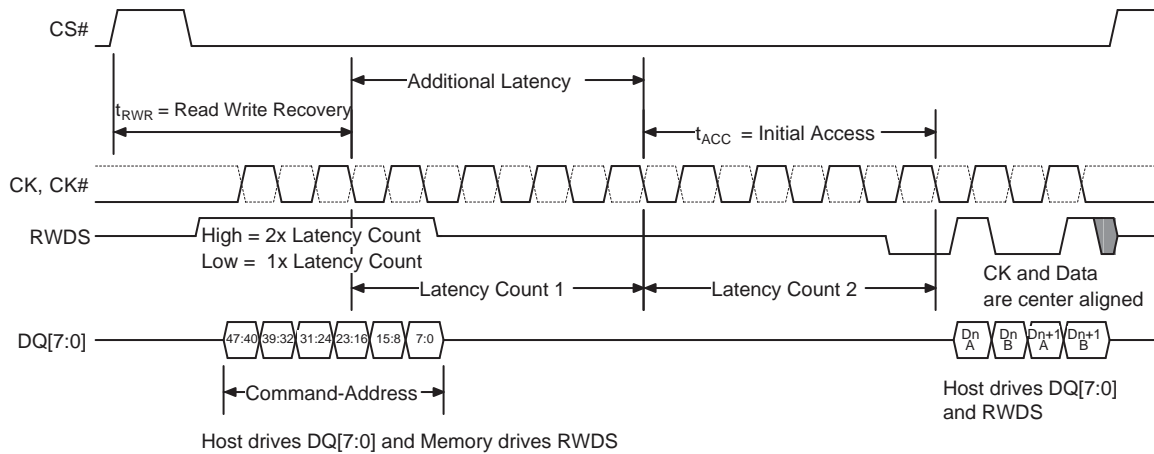 CS#
Additional Latency
tRWR = Read Write Recovery
tACC = Initial Access
CK, CK#
RWDS
High = 2x Latency Count
Low = 1x Latency Count
CK and Data
are center aligned
Latency Count 1
Latency Count 2
DQ[7:0]
47:40 39:32 31:24 23:16 15:8 7:0
Dn
A
Dn
B
Dn+1
A
Dn+1
B
Command-Address
Host drives DQ[7:0]
and RWDS
Host drives DQ[7:0] and Memory drives RWDS